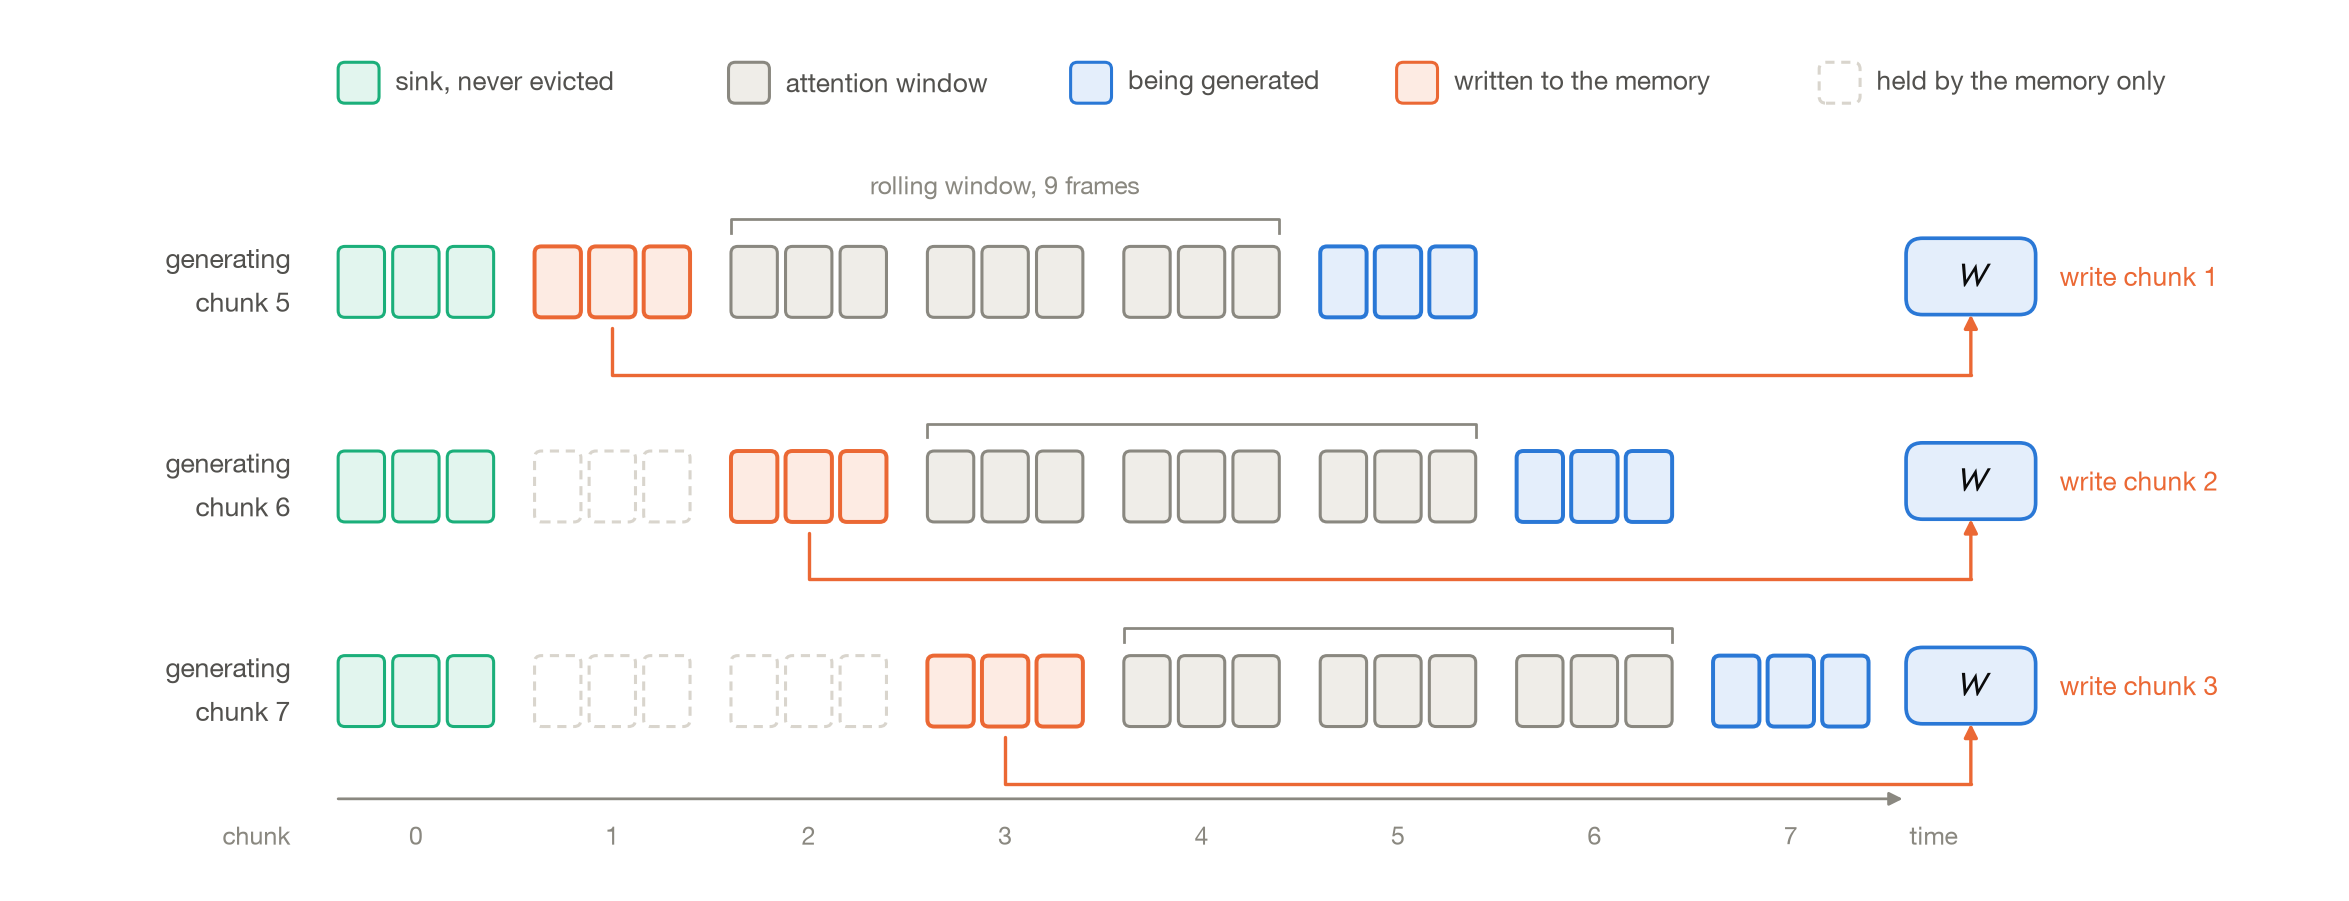 sink, never evicted
attention window
being generated
written to the memory
held by the memory only
rolling window, 9 frames
generating
chunk 5
W
write chunk 1
generating
chunk 6
W
write chunk 2
generating
chunk 7
W
write chunk 3
chunk 0 1 2 3 4 5 6 7 time